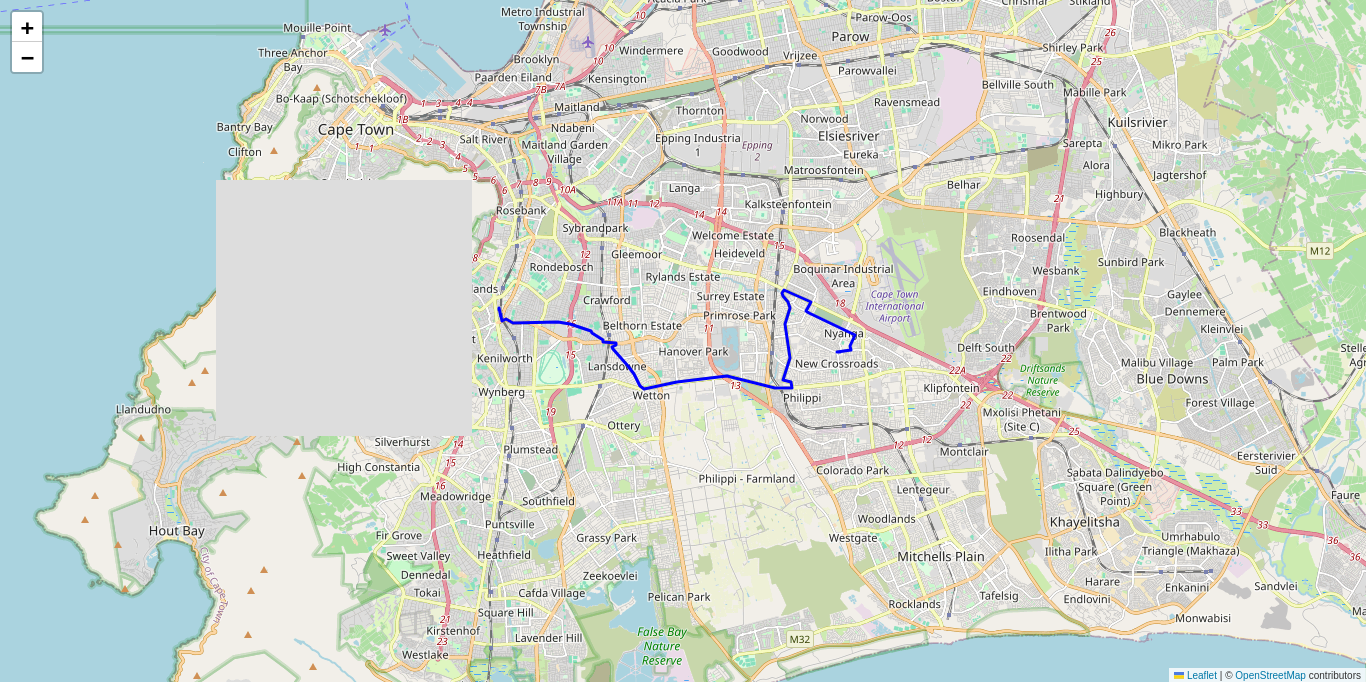 +
−
Metro Industrial
Township
Acacia Park
Boston
Chrismar
Stikland
Mouille Point
Parow-Oos
Three Anchor
Bay
Windermere
Goodwood
Vrijzee
Parow
Shirley Park
Brooklyn
Paarden Eiland
Kensington
Parowvallei
Bellville South
Mabille Park
Bo-Kaap (Schotschekloof)
Maitland
Thornton
Ravensmead
Norwood
Kuilsrivier
Bantry Bay
Cape Town
Salt River
Ndabeni
Maitland Garden
Village
Epping Industria
1
Epping
2
Elsiesriver
Sarepta
Mikro Park
Clifton
Eureka
Matroosfontein
Alora
Jagtershof
Langa
Belhar
Highbury
Rosebank
Kalksteenfontein
Sybrandpark
Welcome Estate
Roosendal
Blackheath
Gleemoor
Heideveld
M12
Rondebosch
Rylands Estate
Boquinar Industrial
Area
Wesbank
Sunbird Park
ands
Crawford
Surrey Estate
Cape Town
International
Airport
Eindhoven
Gaylee
Primrose Park
Brentwood
Park
Dennemere
Belthorn Estate
Nyanga
Kleinvlei
Hanover Park
Delft South
Kenilworth
Lansdowne
New Crossroads
Malibu Village
Palm Park
Driftsands
Nature
Reserve
Blue Downs
Wynberg
Wetton
Philippi
Klipfontein
Forest Village
Llandudno
Mxolisi Phetani
(Site C)
Ottery
Silverhurst
Plumstead
Montclair
Eersterivier
Suid
High Constantia
Colorado Park
Sabata Dalindyebo
Square (Green
Point)
Philippi - Farmland
Lentegeur
Faure
Meadowridge
Southfield
Hout Bay
Puntsville
Woodlands
Khayelitsha
Fir Grove
Grassy Park
Westgate
Umrhabulo
Triangle (Makhaza)
City of Cape Town
Sweet Valley
Heathfield
Mitchells Plain
Ilitha Park
Dennedal
Zeekoevlei
Harare
Enkanini
Sandvlei
Tokai
Cafda Village
Pelican Park
Tafelsig
Endlovini
Square Hill
Rocklands
Monwabisi
Kirstenhof
Lavender Hill
False Bay
Nature
Reserve
M32
Westlake
Leaflet | © OpenStreetMap contributors